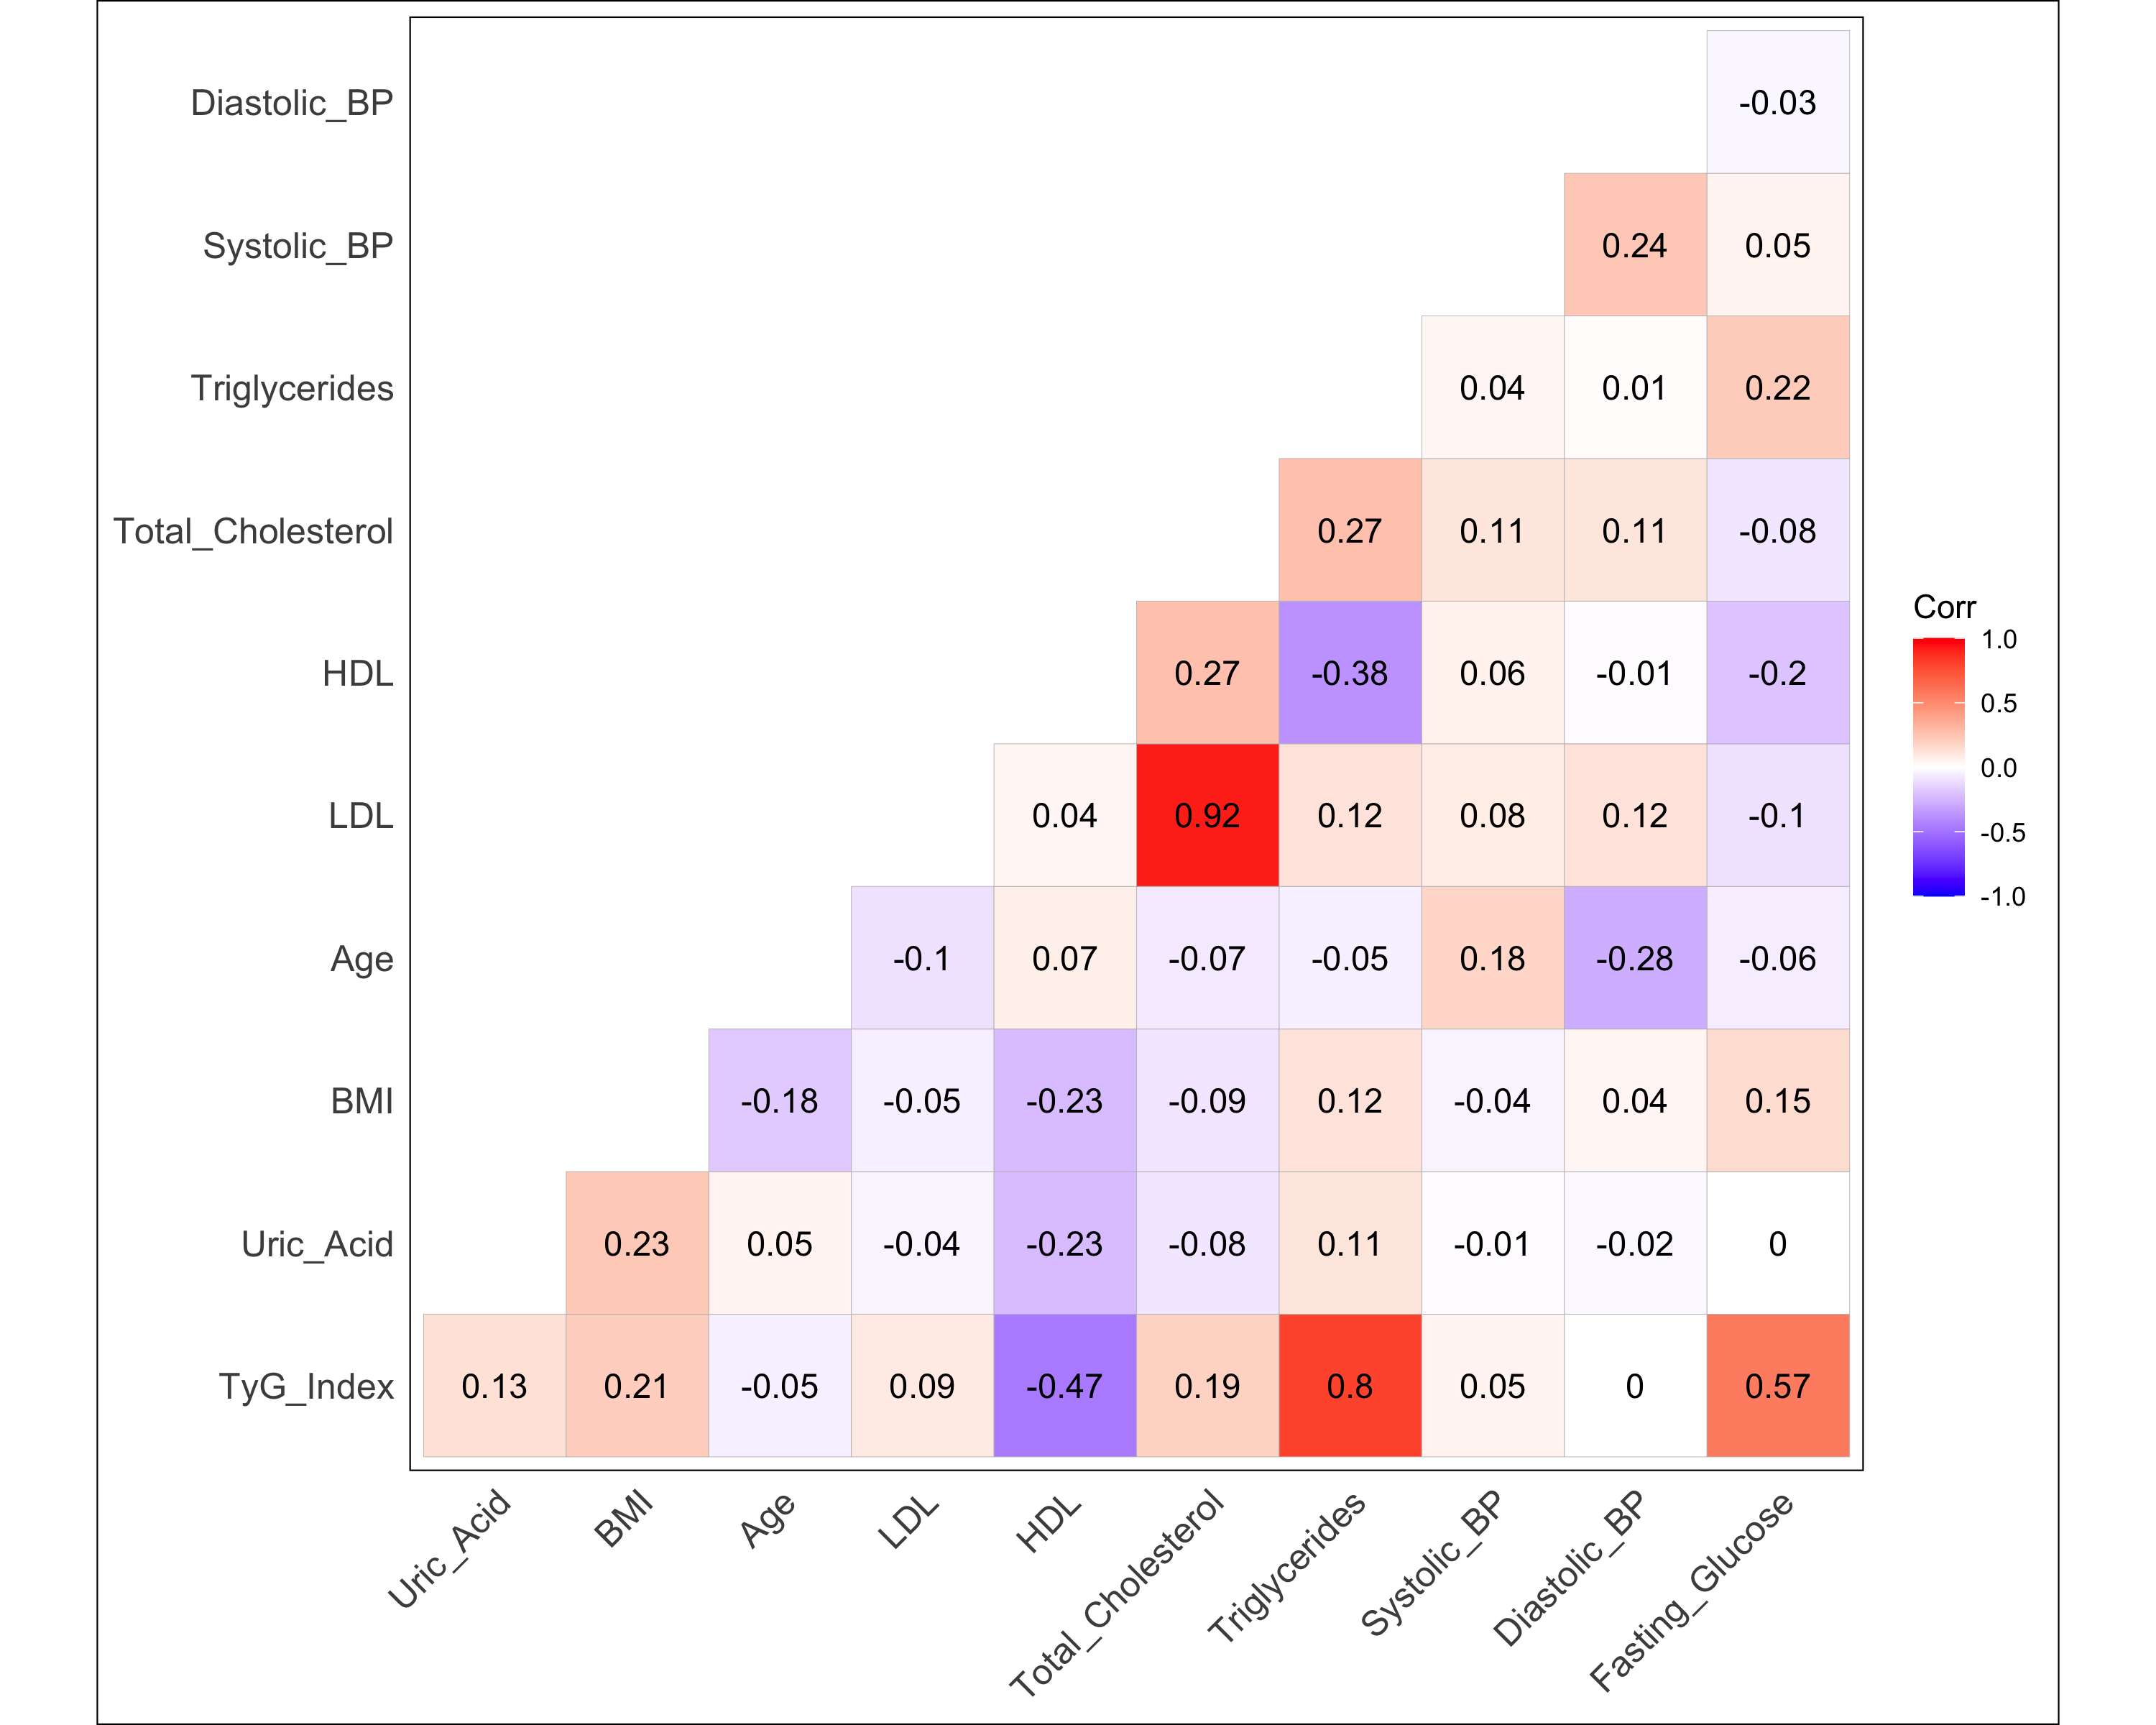 Diastolic_BP -0.03
Systolic_BP 0.24 0.05
Triglycerides 0.04 0.01 0.22
Total_Cholesterol 0.27 0.11 0.11 -0.08
HDL 0.27 -0.38 0.06 -0.01 -0.2
LDL 0.04 0.92 0.12 0.08 0.12 -0.1
Age -0.1 0.07 -0.07 -0.05 0.18 -0.28 -0.06
BMI -0.18 -0.05 -0.23 -0.09 0.12 -0.04 0.04 0.15
Uric_Acid 0.23 0.05 -0.04 -0.23 -0.08 0.11 -0.01 -0.02 0
TyG_Index 0.13 0.21 -0.05 0.09 -0.47 0.19 0.8 0.05 0 0.57
Uric_Acid BMI Age LDL HDL Total_Cholesterol Triglycerides Systolic_BP Diastolic_BP Fasting_Glucose
Corr
1.0
0.5
0.0
-0.5
-1.0